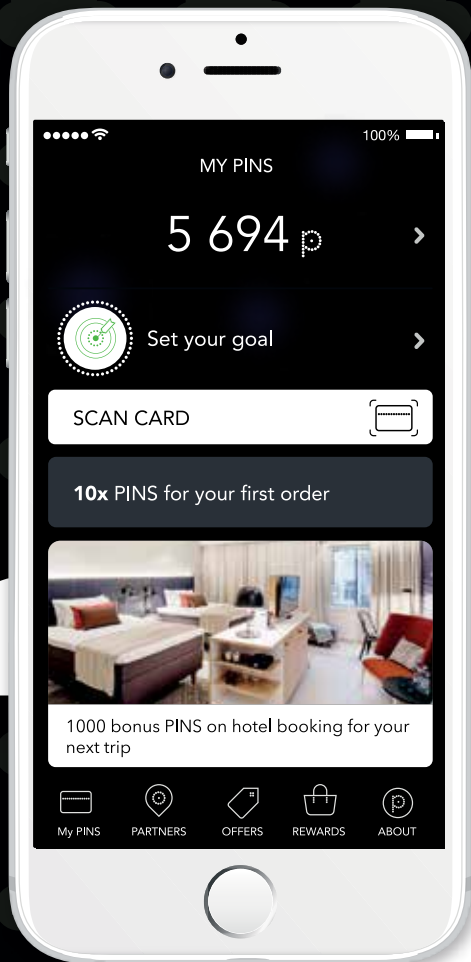 100%
MY PINS
5 694 p
Set your goal
SCAN CARD
10x PINS for your first order
1000 bonus PINS on hotel booking for your
next trip
My PINS PARTNERS OFFERS REWARDS ABOUT